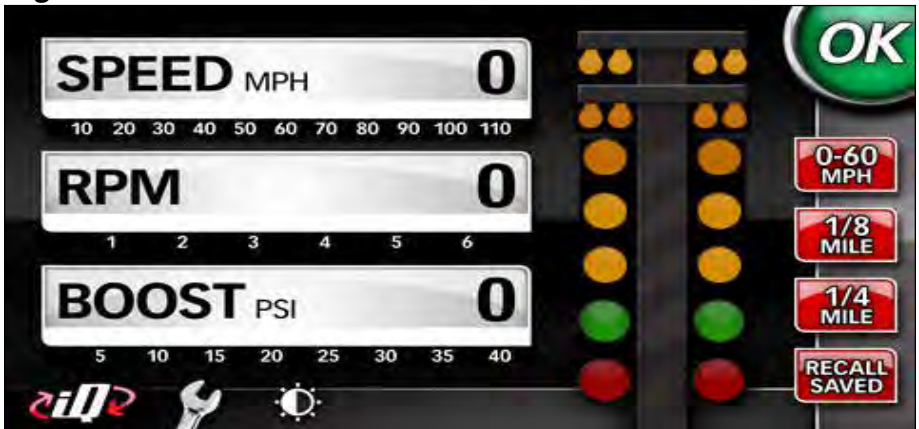 SPEED MPH 0
10 20 30 40 50 60 70 80 90 100 110
RPM 0
1 2 3 4 5 6
BOOST PSI 0
5 10 15 20 25 30 35 40
iQ
OK
0-60
MPH
1/8
MILE
1/4
MILE
RECALL
SAVED